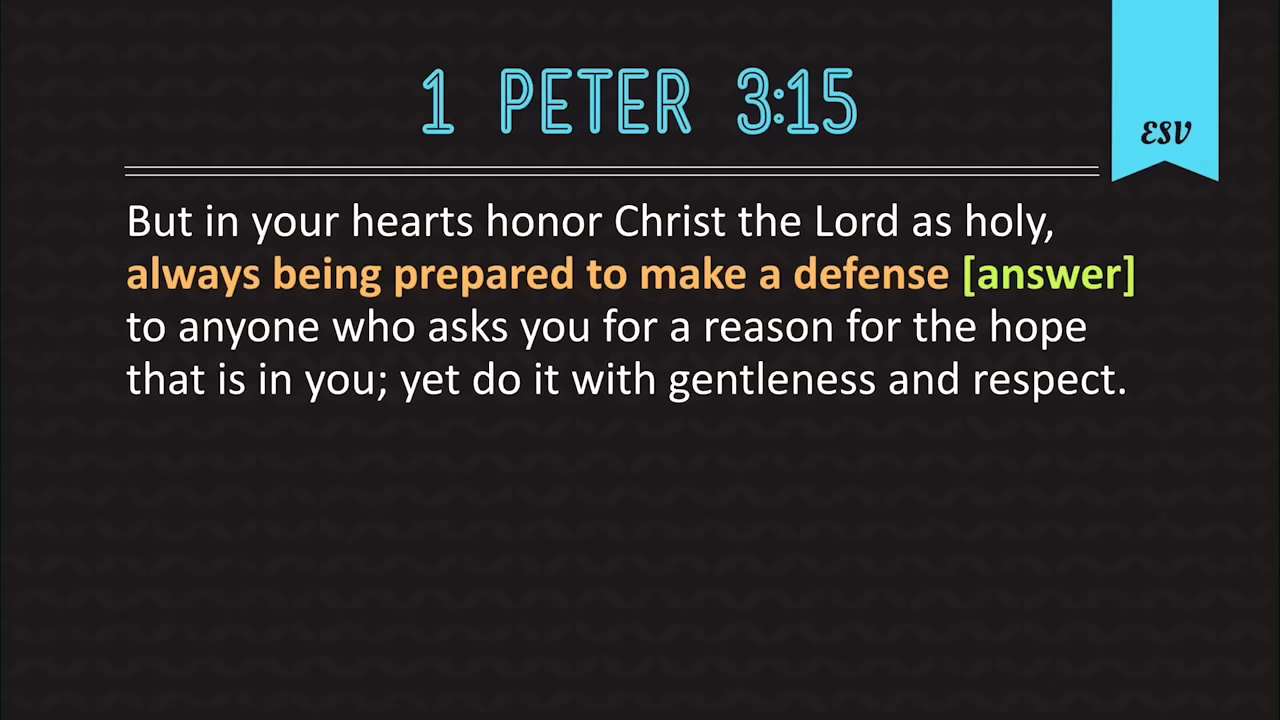 1 PETER 3:15
ESV
But in your hearts honor Christ the Lord as holy,
always being prepared to make a defense [answer]
to anyone who asks you for a reason for the hope
that is in you; yet do it with gentleness and respect.